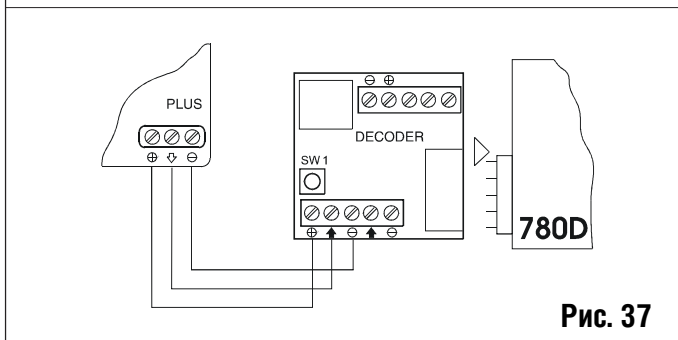 PLUS
⊕ ⇩ ⊖
⊖ ⊕
DECODER
SW 1
⊕ ⬆ ⊖ ⬆ ⊖
780D
Рис. 37